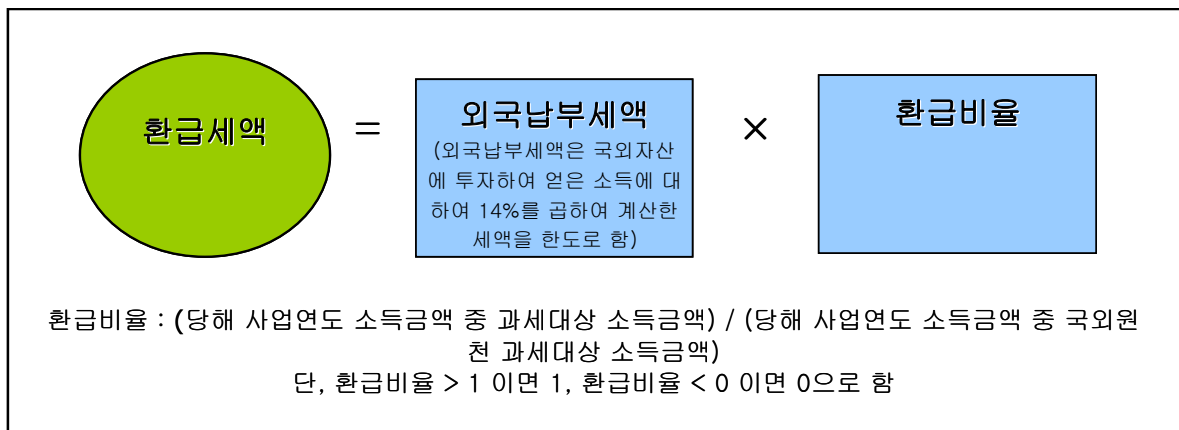 환급세액
=
외국납부세액
(외국납부세액은 국외자산
에 투자하여 얻은 소득에 대
하여 14%를 곱하여 계산한
세액을 한도로 함)
×
환급비율
환급비율 : (당해 사업연도 소득금액 중 과세대상 소득금액) / (당해 사업연도 소득금액 중 국외원
천 과세대상 소득금액)
단, 환급비율 > 1 이면 1, 환급비율 < 0 이면 0으로 함